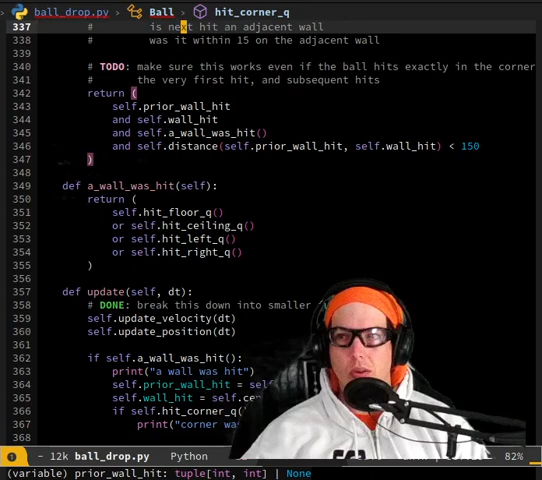 ball_drop.py › Ball › hit_corner_q
337 # is next hit an adjacent wall
338 # was it within 15 on the adjacent wall
339
340 # TODO: make sure this works even if the ball hits exactly in the corner
341 # the very first hit, and subsequent hits
342 return (
343 self.prior_wall_hit
344 and self.wall_hit
345 and self.a_wall_was_hit()
346 and self.distance(self.prior_wall_hit, self.wall_hit) < 150
347 )
348
349 def a_wall_was_hit(self):
350 return (
351 self.hit_floor_q()
352 or self.hit_ceiling_q()
353 or self.hit_left_q()
354 or self.hit_right_q()
355 )
356
357 def update(self, dt):
358 # DONE: break this down into smaller
359 self.update_velocity(dt)
360 self.update_position(dt)
361
362 if self.a_wall_was_hit():
363 print("a wall was hit")
364 self.prior_wall_hit = self
365 self.wall_hit = self.cen
366 if self.hit_corner_q(
367 print("corner wa
368
1 - 12k ball_drop.py Python 82%
(variable) prior_wall_hit: tuple[int, int] | None